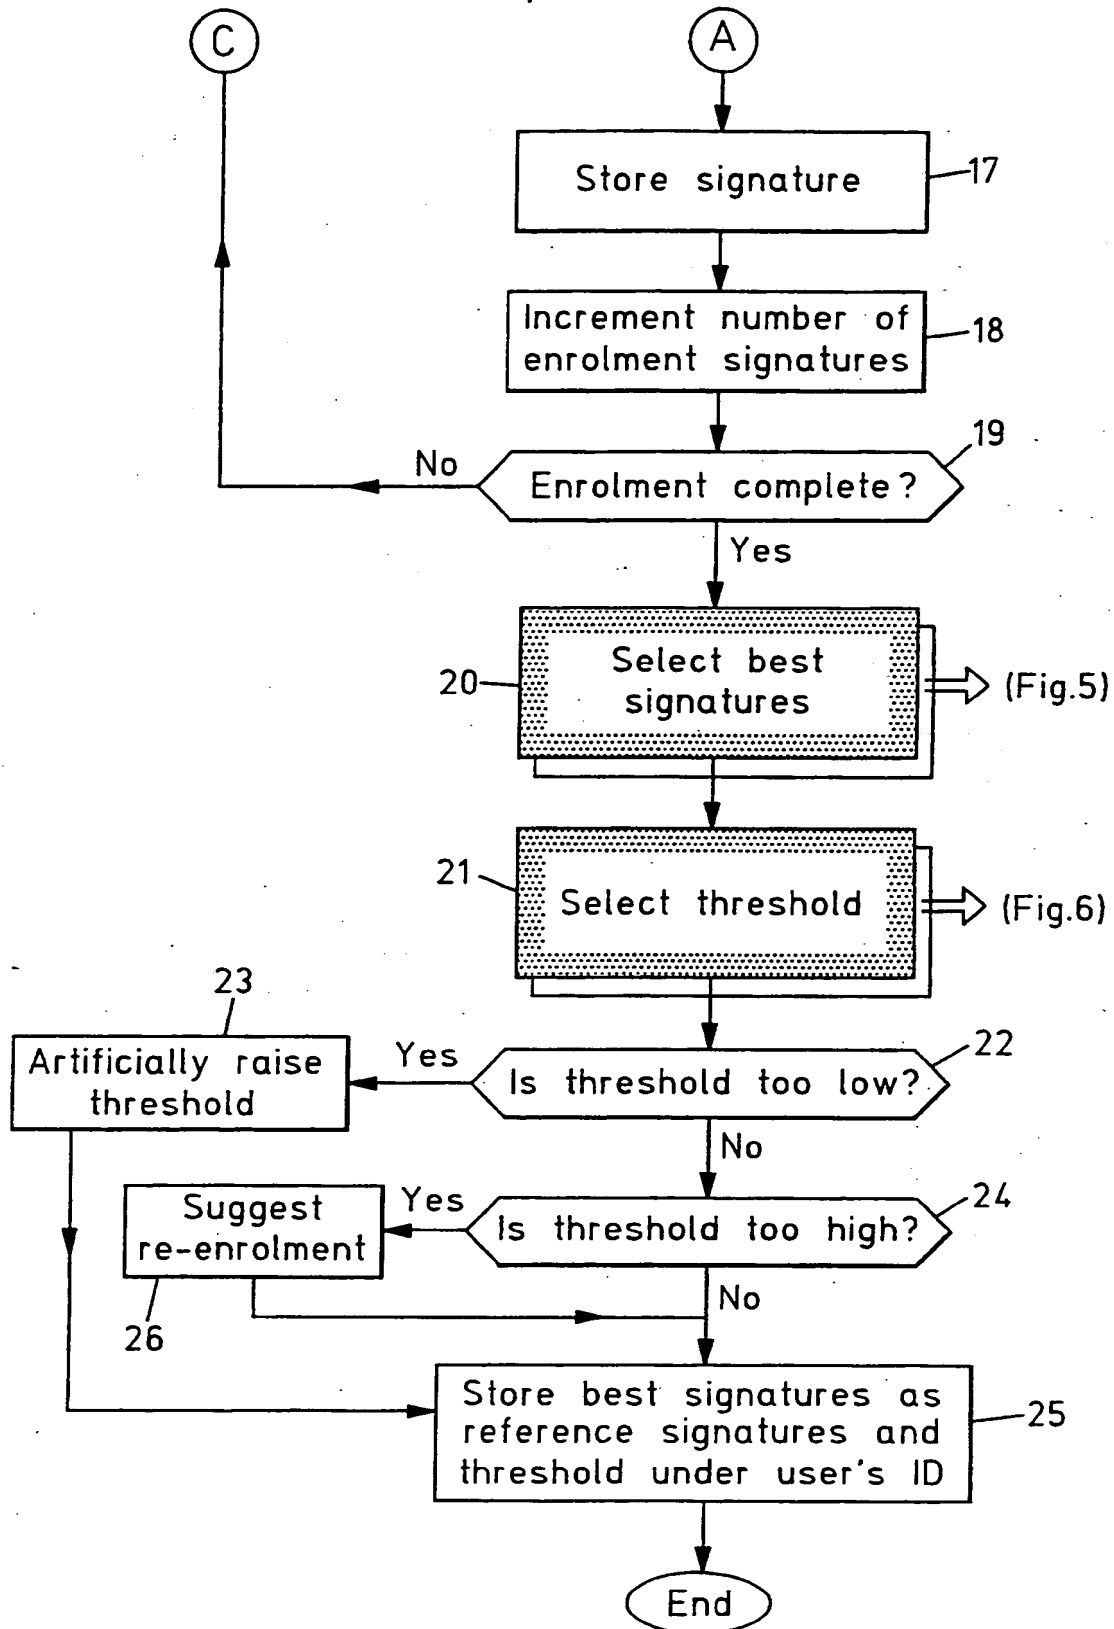 C
A
Store signature
17
Increment number of
enrolment signatures
18
19
No
Enrolment complete?
Yes
20
Select best
signatures
(Fig.5)
21
Select threshold
(Fig.6)
23
Artificially raise
threshold
Yes
Is threshold too low?
22
No
Suggest
re-enrolment
Yes
Is threshold too high?
24
26
No
Store best signatures as
reference signatures and
threshold under user's ID
25
End